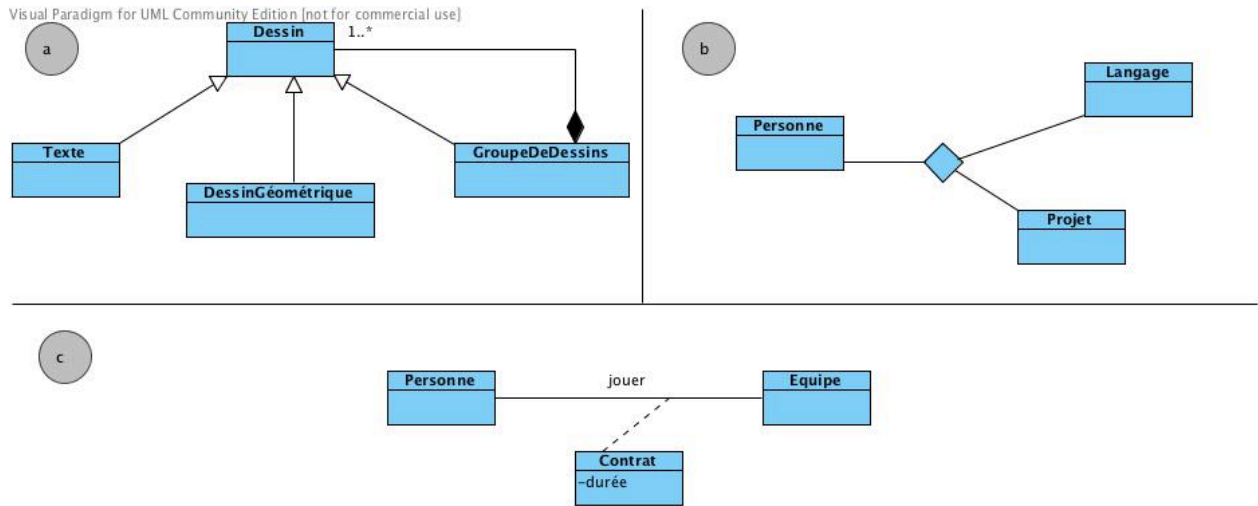 Visual Paradigm for UML Community Edition [not for commercial use]
a
Dessin
1..*
Texte
DessinGéométrique
GroupeDeDessins
b
Personne
Langage
Projet
c
Personne
jouer
Equipe
Contrat
-durée